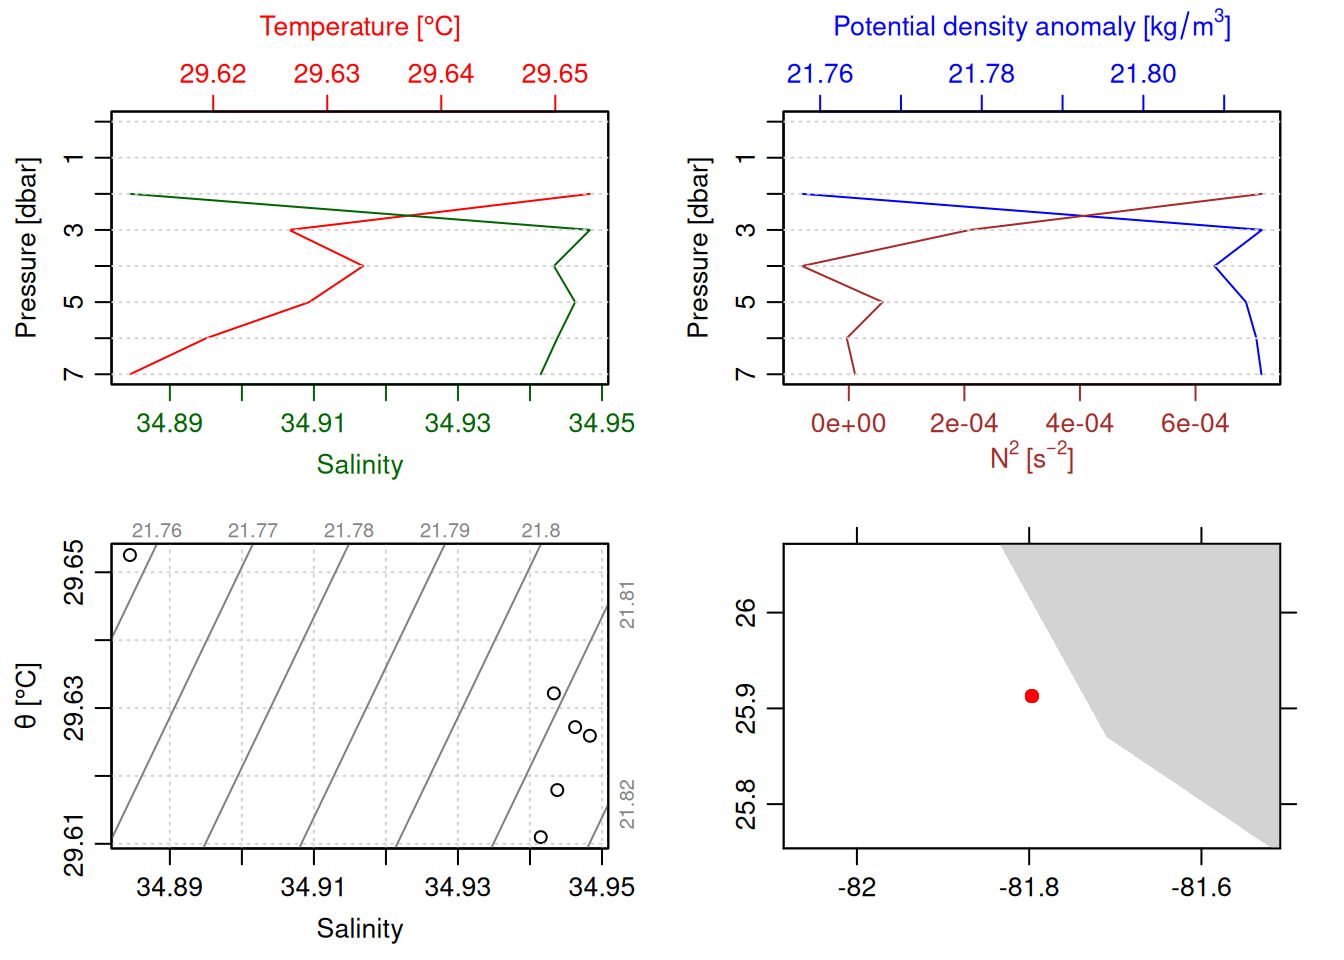 Temperature [°C]
29.62 29.63 29.64 29.65
Pressure [dbar]
1
3
5
7
34.89 34.91 34.93 34.95
Salinity
Potential density anomaly [kg/m³]
21.76 21.78 21.80
Pressure [dbar]
1
3
5
7
0e+00 2e-04 4e-04 6e-04
N² [s⁻²]
21.76 21.77 21.78 21.79 21.8
21.81
21.82
θ [°C]
29.65
29.63
29.61
34.89 34.91 34.93 34.95
Salinity
26
25.9
25.8
-82 -81.8 -81.6